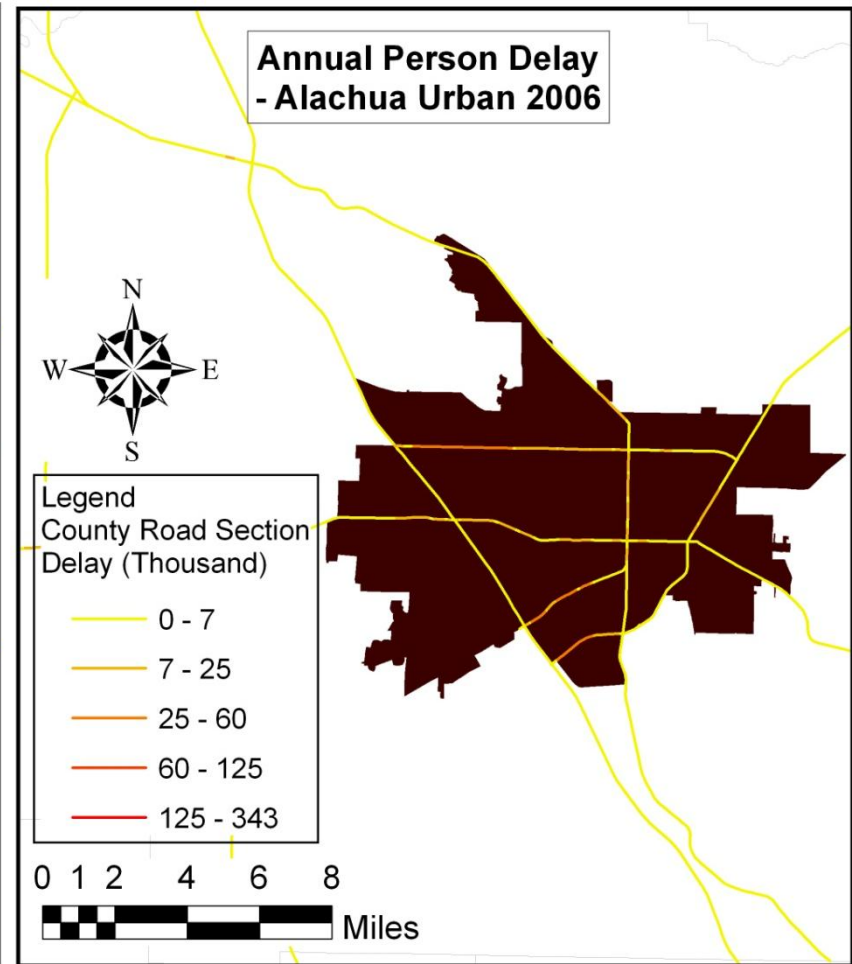 Annual Person Delay
- Alachua Urban 2006
N
W E
S
Legend
County Road Section
Delay (Thousand)
0 - 7
7 - 25
25 - 60
60 - 125
125 - 343
0 1 2 4 6 8
Miles